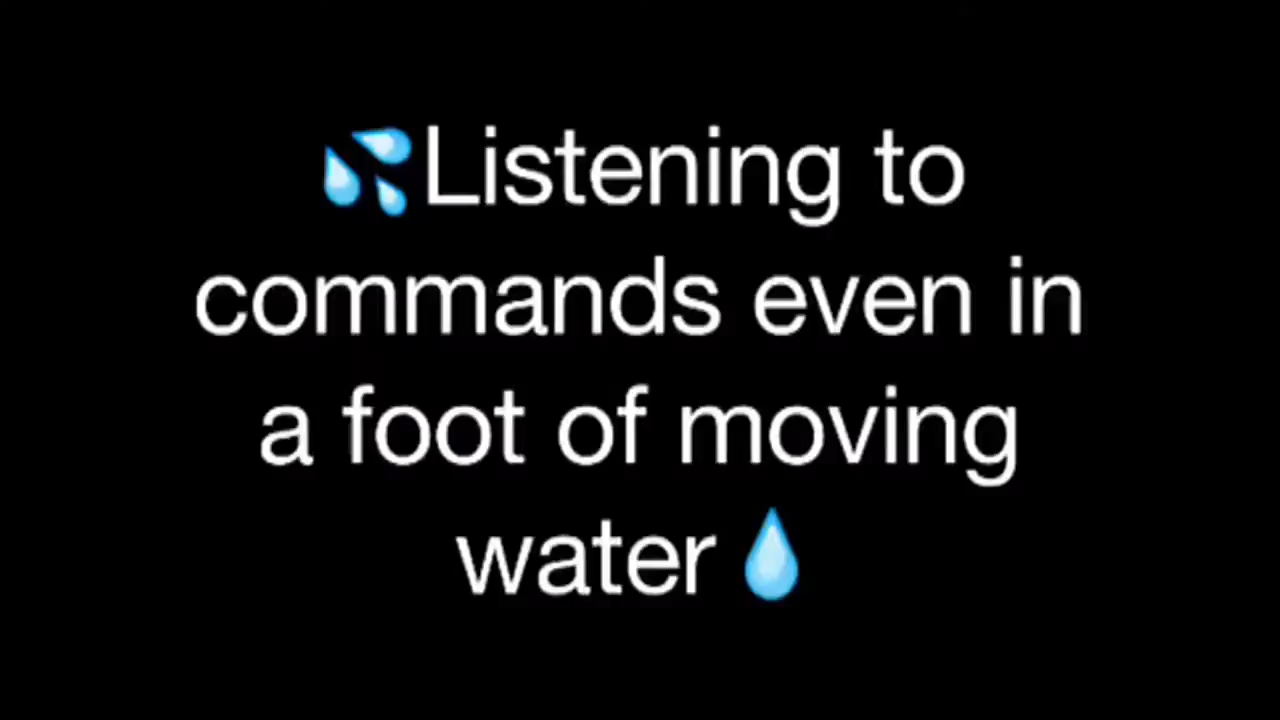 💦Listening to
commands even in
a foot of moving
water💧